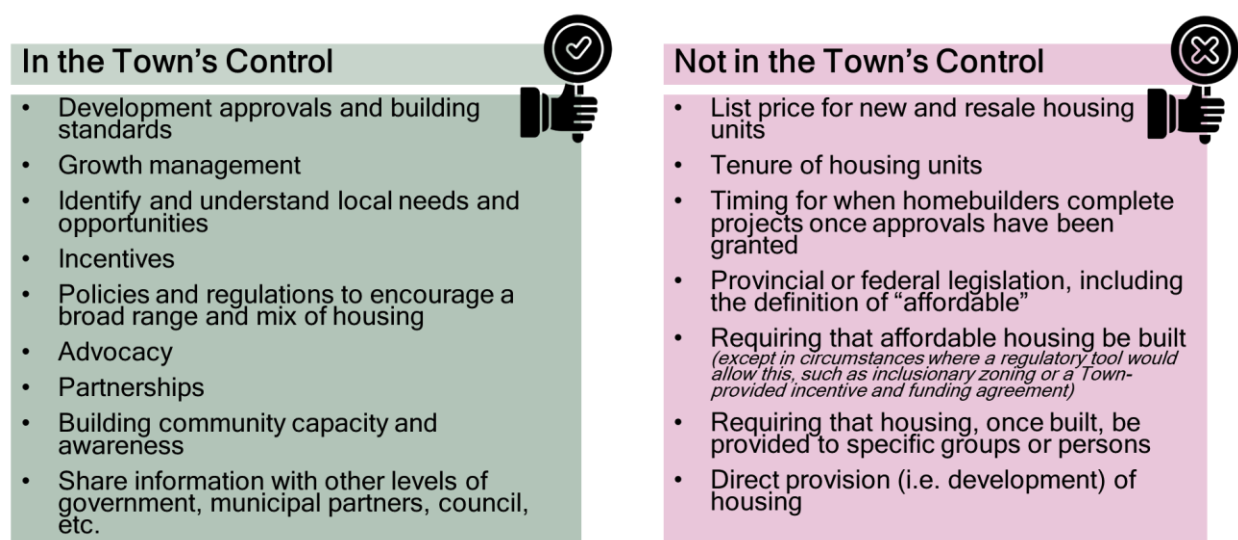 In the Town's Control
• Development approvals and building
standards
• Growth management
• Identify and understand local needs and
opportunities
• Incentives
• Policies and regulations to encourage a
broad range and mix of housing
• Advocacy
• Partnerships
• Building community capacity and
awareness
• Share information with other levels of
government, municipal partners, council,
etc.
Not in the Town's Control
• List price for new and resale housing
units
• Tenure of housing units
• Timing for when homebuilders complete
projects once approvals have been
granted
• Provincial or federal legislation, including
the definition of “affordable”
• Requiring that affordable housing be built
(except in circumstances where a regulatory tool would
allow this, such as inclusionary zoning or a Town-
provided incentive and funding agreement)
• Requiring that housing, once built, be
provided to specific groups or persons
• Direct provision (i.e. development) of
housing